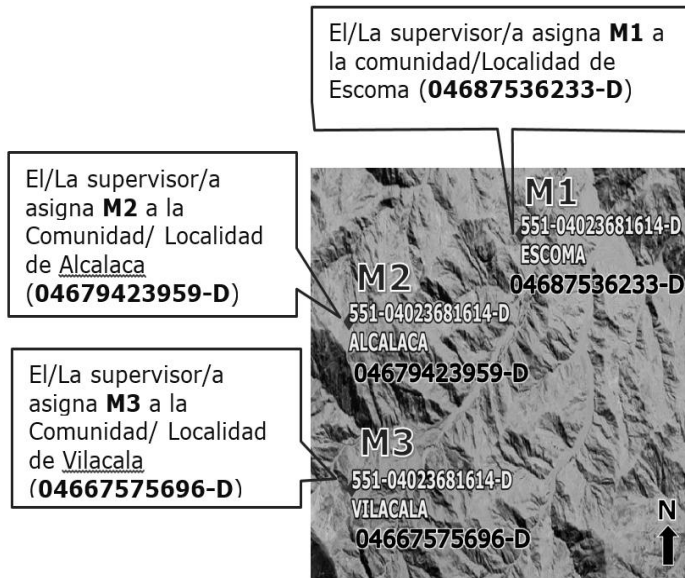 El/La supervisor/a asigna M1 a
la comunidad/Localidad de
Escoma (04687536233-D)
El/La supervisor/a
asigna M2 a la
Comunidad/ Localidad
de Alcalaca
(04679423959-D)
El/La supervisor/a
asigna M3 a la
Comunidad/ Localidad
de Vilacala
(04667575696-D)
M1
551-04023681614-D
ESCOMA
04687536233-D
M2
551-04023681614-D
ALCALACA
04679423959-D
M3
551-04023681614-D
VILACALA
04667575696-D
N